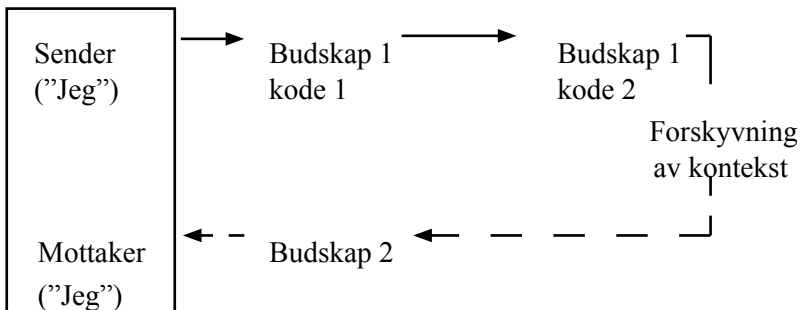 Sender
(”Jeg”)
Budskap 1
kode 1
Budskap 1
kode 2
Forskyvning
av kontekst
Mottaker
(”Jeg”)
Budskap 2